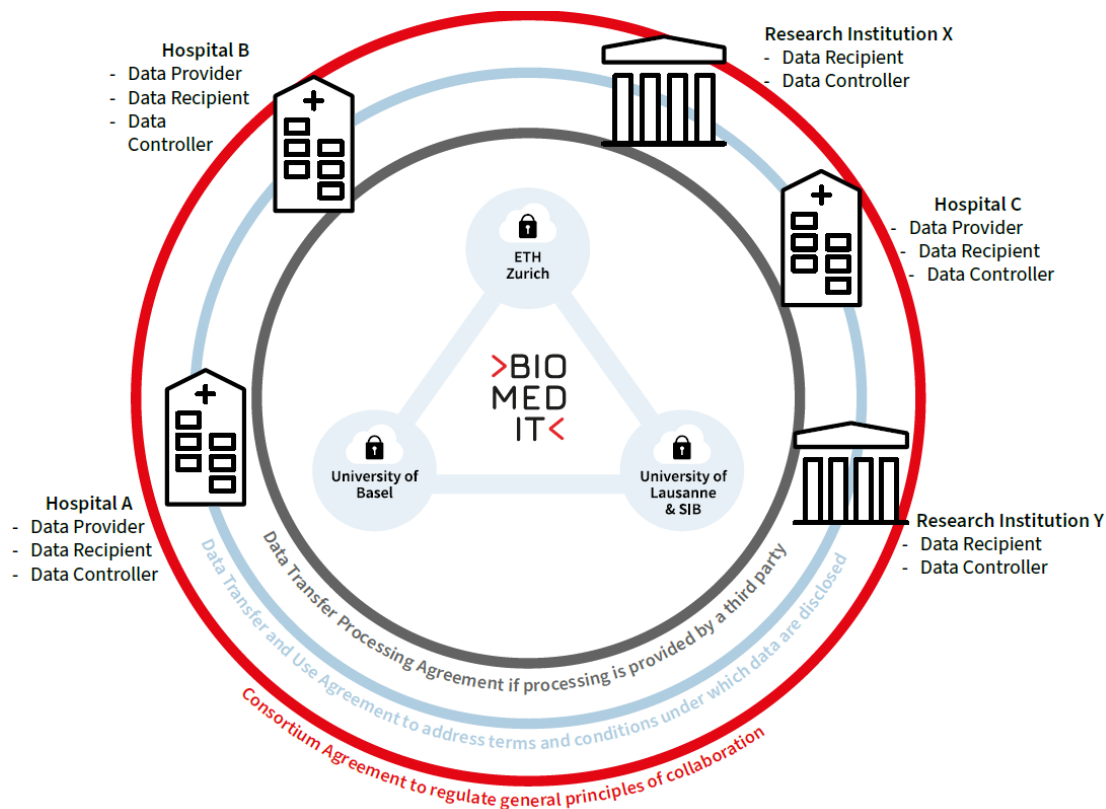 Hospital B
- Data Provider
- Data Recipient
- Data
Controller
Research Institution X
- Data Recipient
- Data Controller
Hospital C
- Data Provider
- Data Recipient
- Data Controller
ETH
Zurich
>BIO
MED
IT<
University of
Basel
University of
Lausanne
& SIB
Hospital A
- Data Provider
- Data Recipient
- Data Controller
Research Institution Y
- Data Recipient
- Data Controller
Data Transfer Processing Agreement if processing is provided by a third party
Data Transfer and Use Agreement to address terms and conditions under which data are disclosed
Consortium Agreement to regulate general principles of collaboration